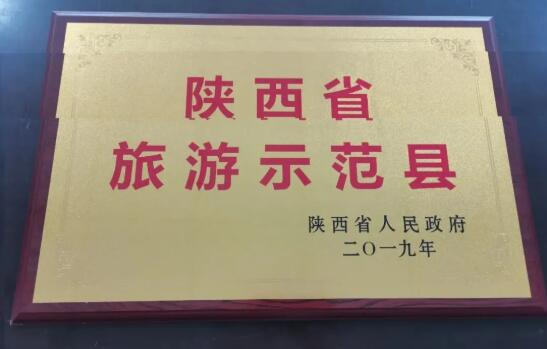 陕西省
旅游示范县
陕西省人民政府
二〇一九年